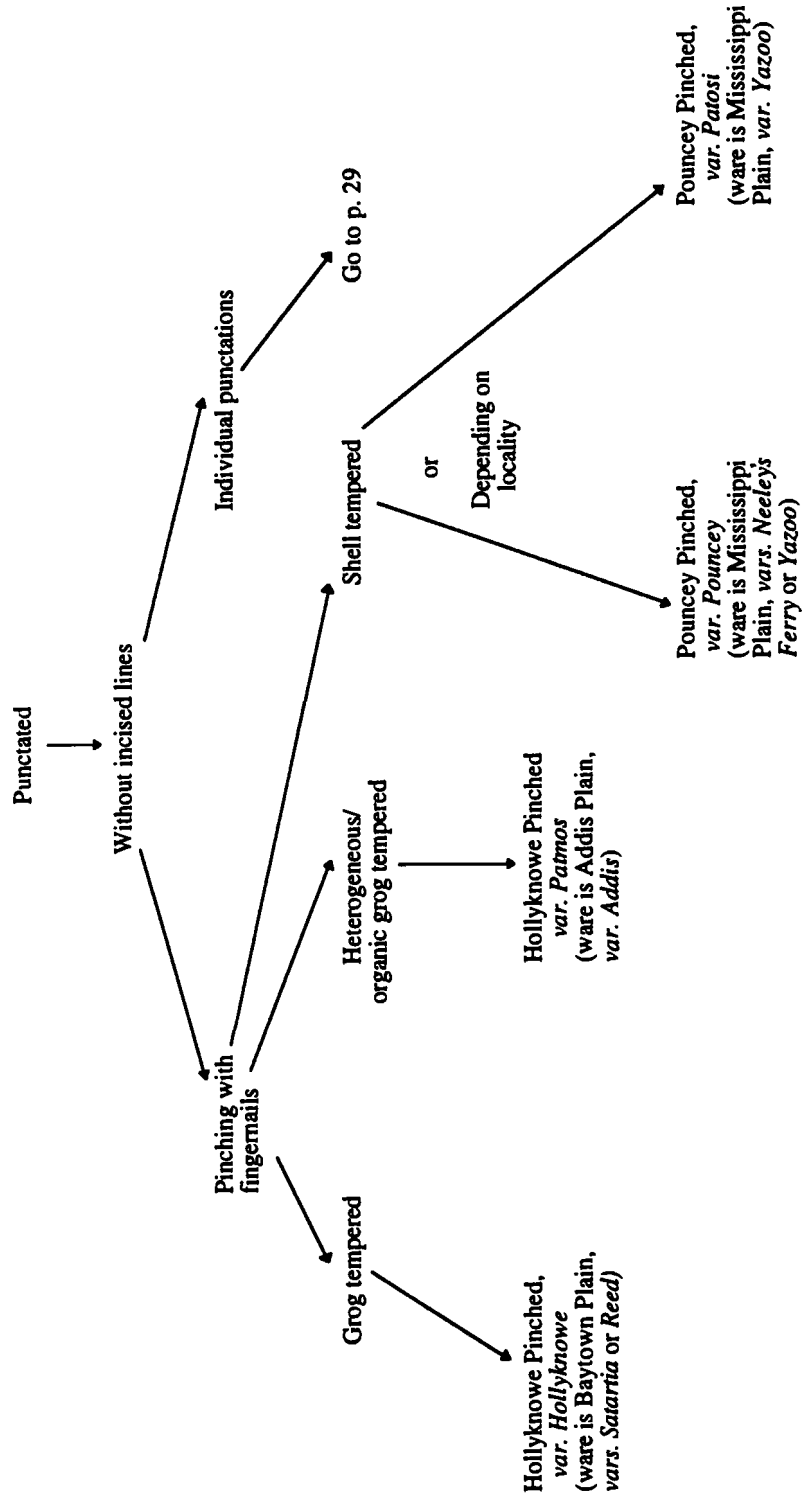 Punctated
Without incised lines
Pinching with
fingernails
Individual punctations
Grog tempered
Heterogeneous/
organic grog tempered
Shell tempered
Go to p. 29
or
Depending on
locality
Hollyknowe Pinched,
var. Hollyknowe
(ware is Baytown Plain,
vars. Satartia or Reed)
Hollyknowe Pinched
var. Patmos
(ware is Addis Plain,
var. Addis)
Pouncey Pinched,
var. Pouncey
(ware is Mississippi
Plain, vars. Neeleys
Ferry or Yazoo)
Pouncey Pinched,
var. Patosi
(ware is Mississippi
Plain, var. Yazoo)